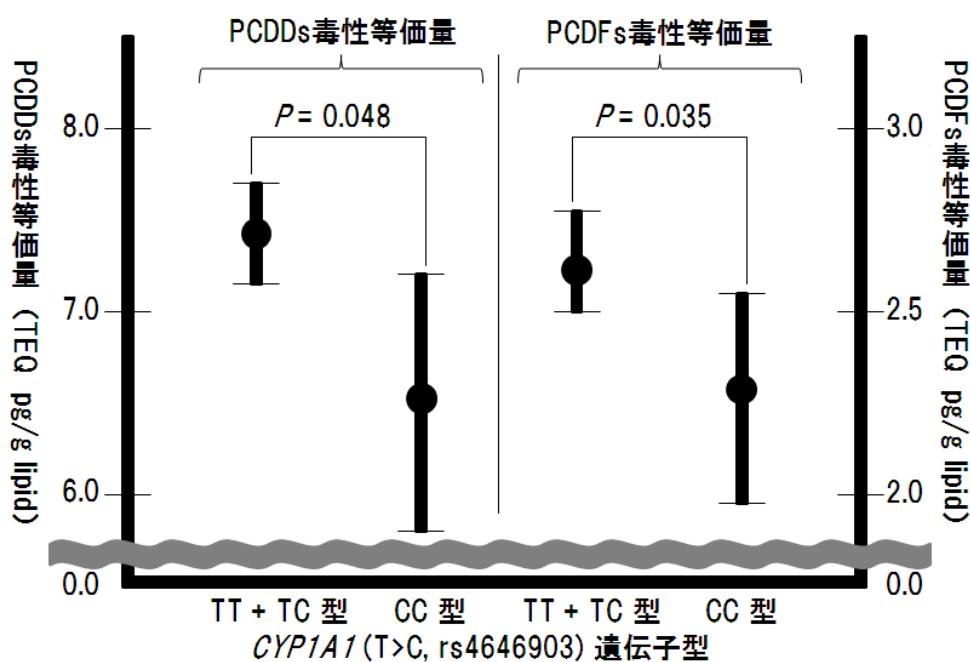 PCDDs毒性等価量
PCDFs毒性等価量
P = 0.048
P = 0.035
PCDDs毒性等価量 (TEQ pg/g lipid)
8.0
7.0
6.0
0.0
PCDFs毒性等価量 (TEQ pg/g lipid)
3.0
2.5
2.0
0.0
TT + TC 型
CC 型
TT + TC 型
CC 型
CYP1A1 (T>C, rs4646903) 遺伝子型